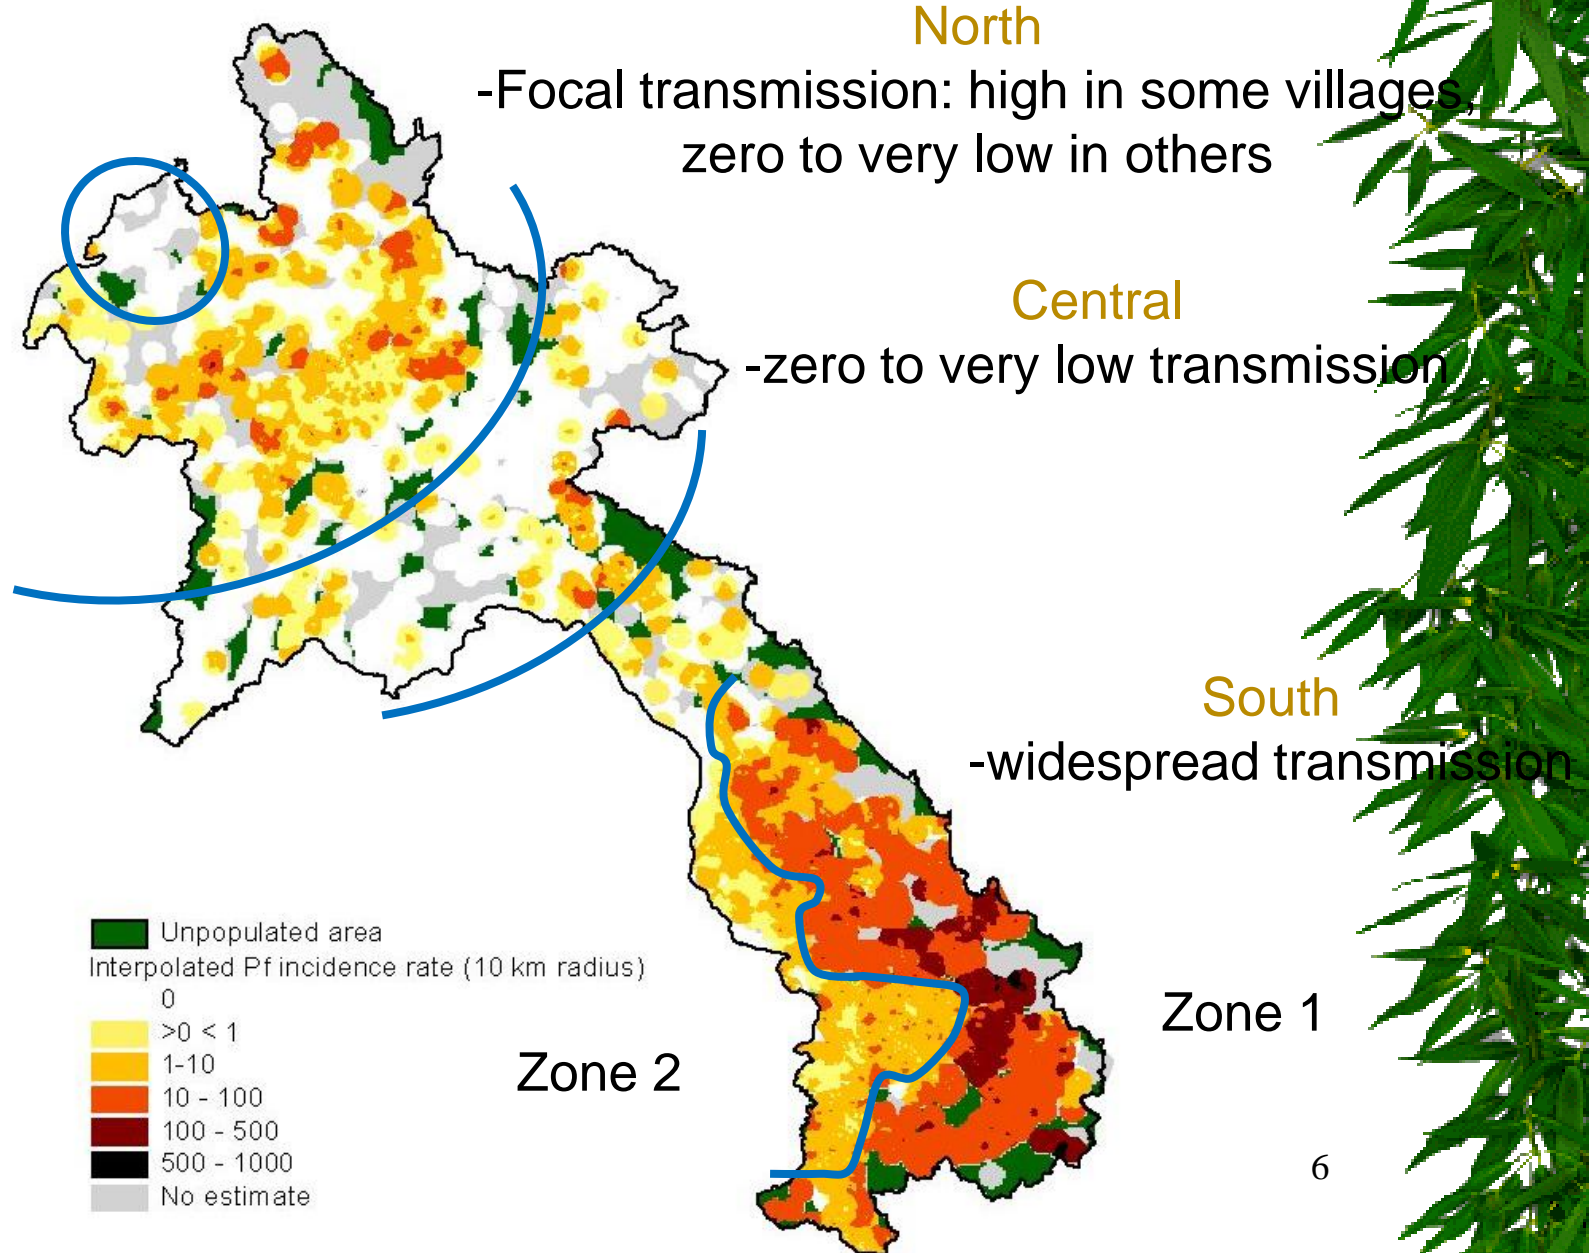 North
-Focal transmission: high in some villages,
zero to very low in others
Central
-zero to very low transmission
South
-widespread transmission
Zone 1
Zone 2
Unpopulated area
Interpolated Pf incidence rate (10 km radius)
0
>0 < 1
1-10
10 - 100
100 - 500
500 - 1000
No estimate
6